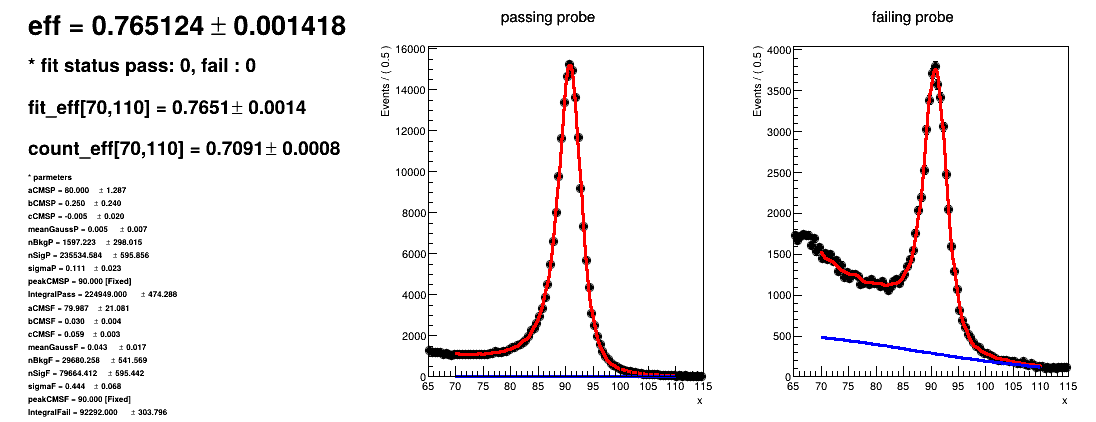 eff = 0.765124 ± 0.001418
* fit status pass: 0, fail : 0
fit_eff[70,110] = 0.7651± 0.0014
count_eff[70,110] = 0.7091± 0.0008
* parmeters
aCMSP = 80.000 ± 1.287
bCMSP = 0.250 ± 0.240
cCMSP = -0.005 ± 0.020
meanGaussP = 0.005 ± 0.007
nBkgP = 1597.223 ± 298.015
nSigP = 235534.584 ± 595.856
sigmaP = 0.111 ± 0.023
peakCMSP = 90.000 [Fixed]
IntegralPass = 224949.000 ± 474.288
aCMSF = 79.987 ± 21.081
bCMSF = 0.030 ± 0.004
cCMSF = 0.059 ± 0.003
meanGaussF = 0.043 ± 0.017
nBkgF = 29680.258 ± 541.569
nSigF = 79664.412 ± 595.442
sigmaF = 0.444 ± 0.068
peakCMSF = 90.000 [Fixed]
IntegralFail = 92292.000 ± 303.796
passing probe
Events / ( 0.5 )
16000
14000
12000
10000
8000
6000
4000
2000
0
65 70 75 80 85 90 95 100 105 110 115
x
failing probe
Events / ( 0.5 )
4000
3500
3000
2500
2000
1500
1000
500
0
65 70 75 80 85 90 95 100 105 110 115
x